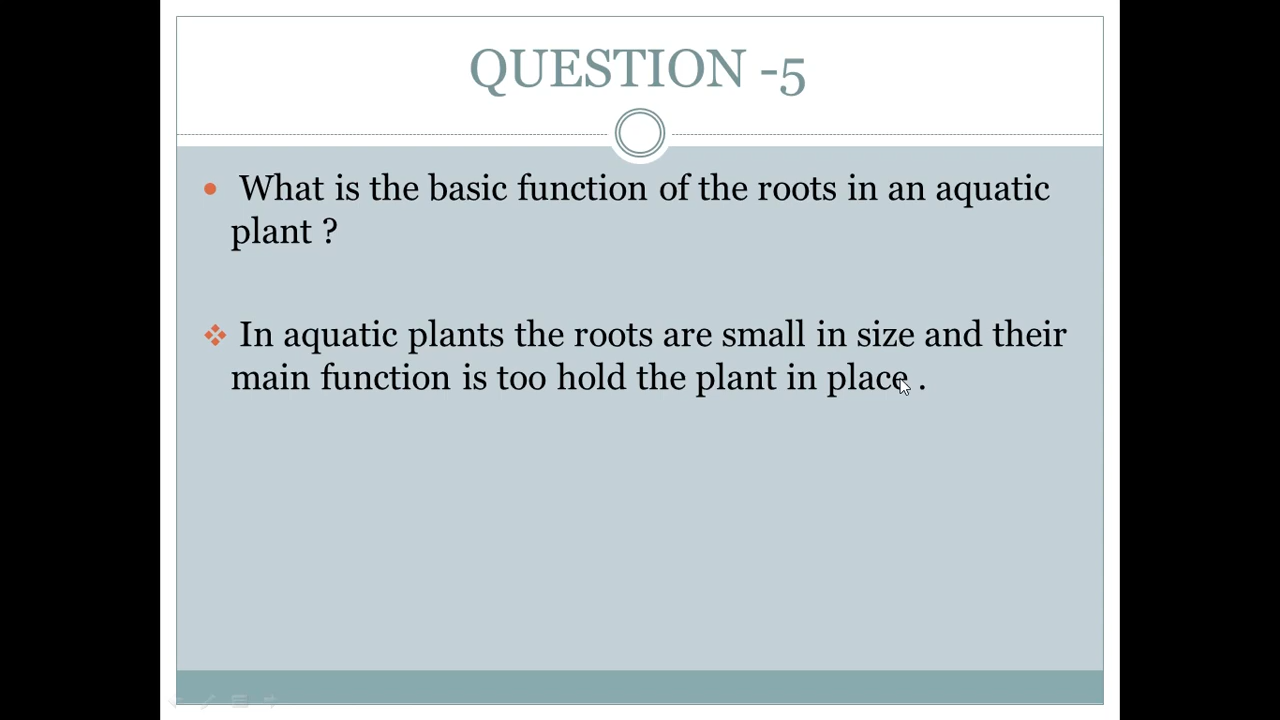 QUESTION -5
What is the basic function of the roots in an aquatic
plant ?
In aquatic plants the roots are small in size and their
main function is too hold the plant in place .